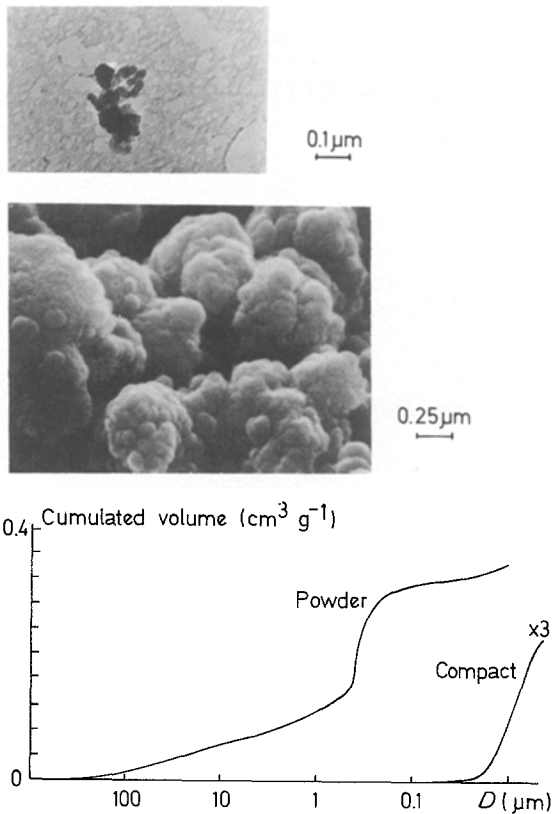 0.1µm
0.25µm
0.4 Cumulated volume (cm³ g⁻¹)
Powder
x3
Compact
0
100 10 1 0.1 D (µm)